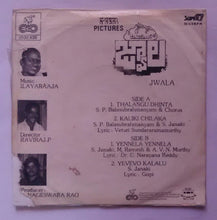 PICTURES
జ్వాల
JWALA
Music:
ILAYARAAJA
Director
RAVIRAJ.P
Producer:
NAGESWARA RAO
SIDE A
1. THALANGU DHINTA
S. P. Balasubrahmanyam & Chorus
2. KALIKI CHILAKA
S. P. Balasubrahmanyam & S. Janaki
Lyric: Veturi Sundararamamurthy
SIDE B
1. YENNELA YENNELA
S. Janaki, M. Ramesh & A. V. N. Murthy
Lyric: Dr. C. Narayana Reddy
2. YEVEVO KALALU
S. Janaki
Lyric: Gopi